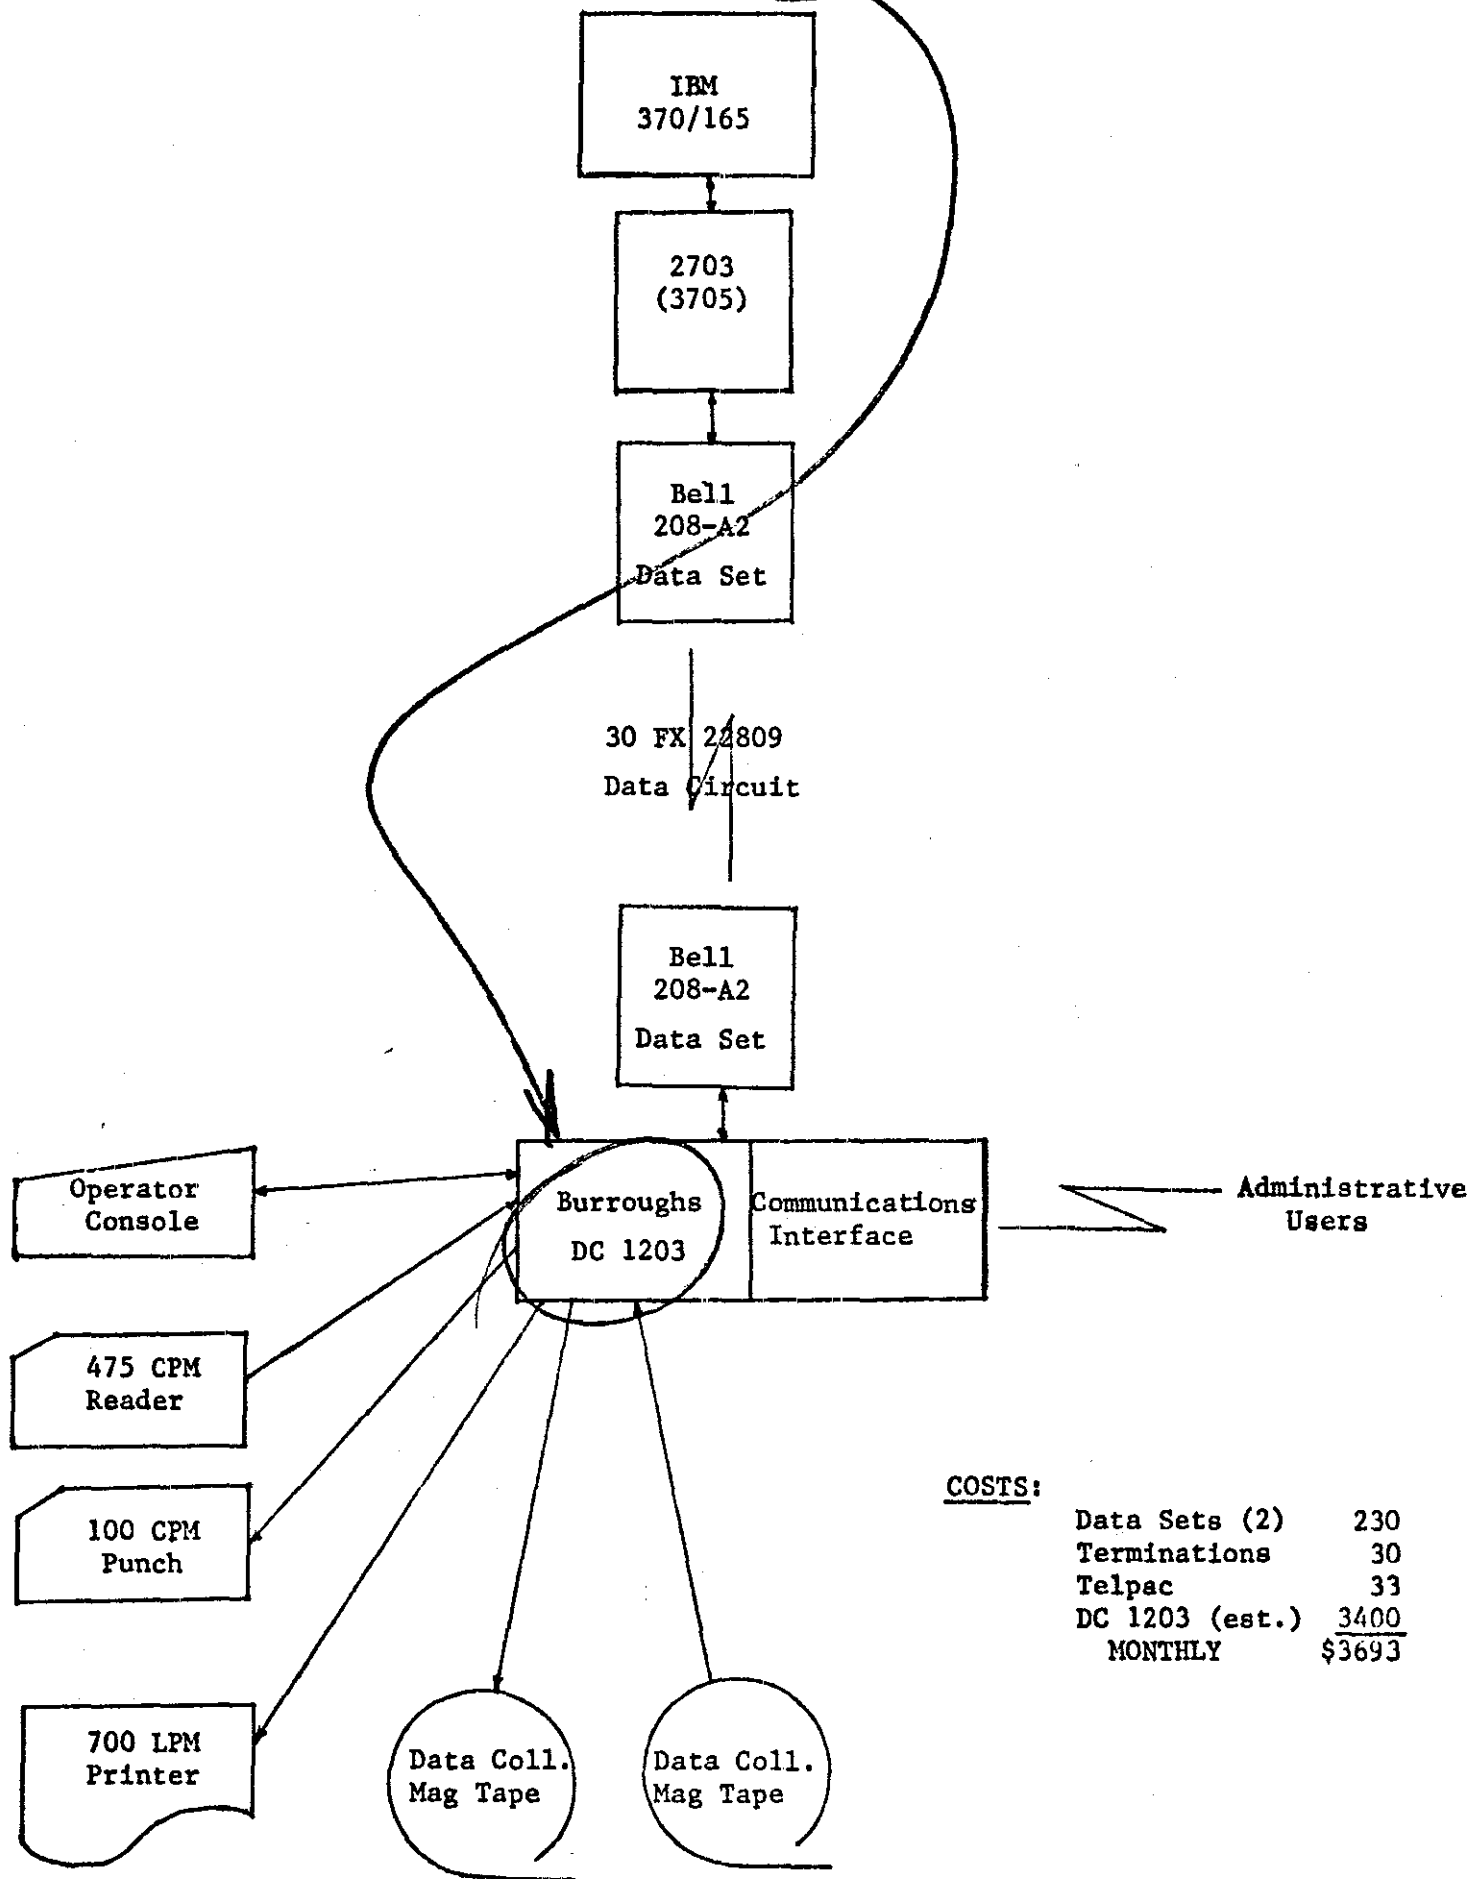 IBM
370/165
2703
(3705)
Bell
208-A2
Data Set
30 FX 22809
Data Circuit
Bell
208-A2
Data Set
Operator
Console
Burroughs
DC 1203
Communications
Interface
Administrative
Users
475 CPM
Reader
100 CPM
Punch
700 LPM
Printer
Data Coll.
Mag Tape
Data Coll.
Mag Tape
COSTS:
Data Sets (2) 230
Terminations 30
Telpac 33
DC 1203 (est.) 3400
MONTHLY $3693